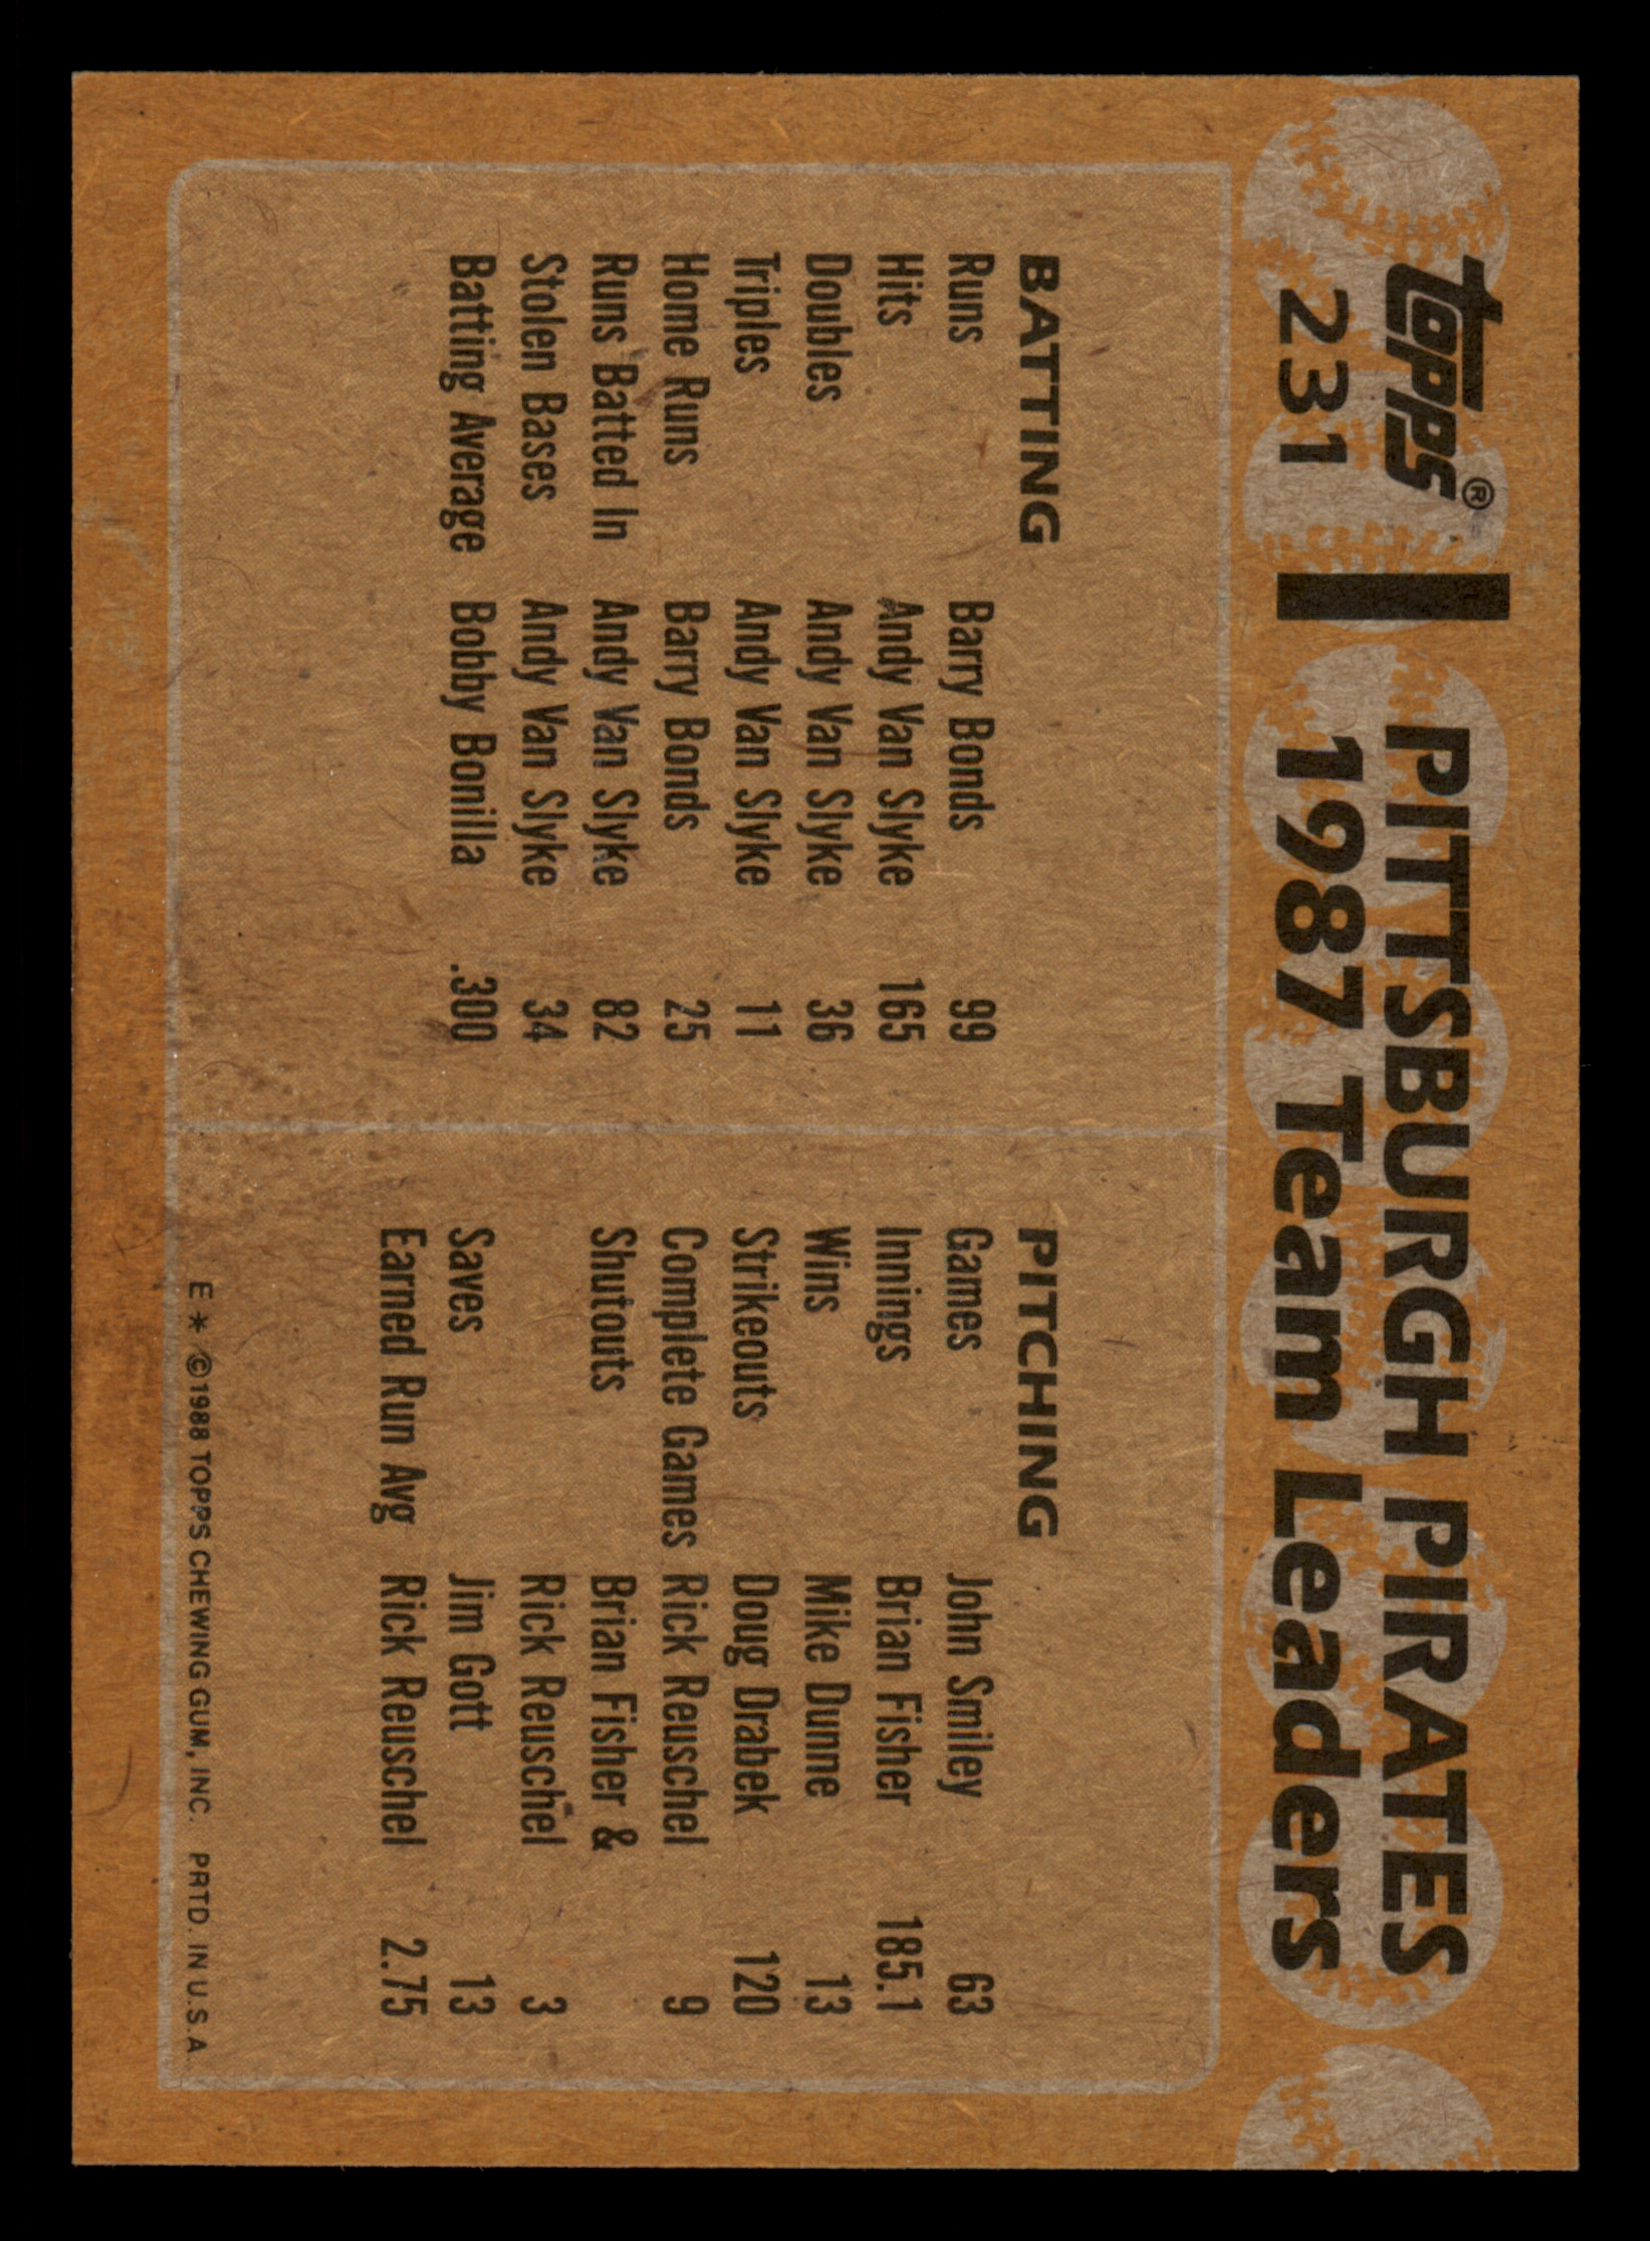 topps®
231
PITTSBURGH PIRATES
1987 Team Leaders
BATTING
Runs Barry Bonds 99
Hits Andy Van Slyke 165
Doubles Andy Van Slyke 36
Triples Andy Van Slyke 11
Home Runs Barry Bonds 25
Runs Batted In Andy Van Slyke 82
Stolen Bases Andy Van Slyke 34
Batting Average Bobby Bonilla .300
PITCHING
Games John Smiley 63
Innings Brian Fisher 185.1
Wins Mike Dunne 13
Strikeouts Doug Drabek 120
Complete Games Rick Reuschel 9
Shutouts Brian Fisher &
Rick Reuschel 3
Saves Jim Gott 13
Earned Run Avg Rick Reuschel 2.75
E * ©1988 TOPPS CHEWING GUM, INC. PRTD. IN U.S.A.